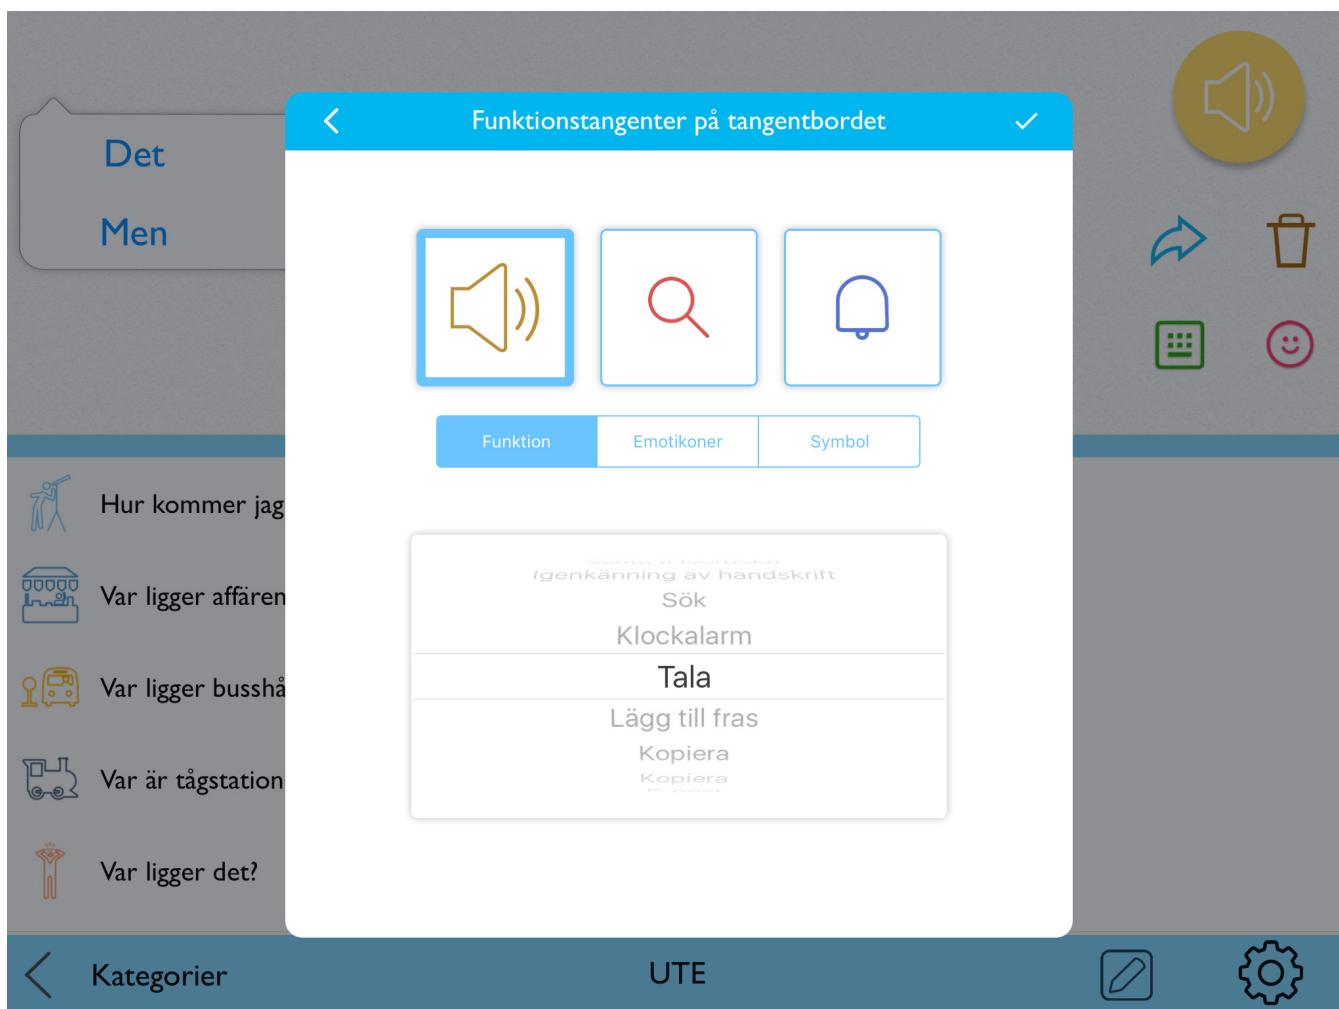 Funktionstangenter på tangentbordet
Det
Men
Funktion
Emotikoner
Symbol
Hur kommer jag
Var ligger affären
Var ligger busshå
Var är tågstation
Var ligger det?
Igenkänning av handskrift
Sök
Klockalarm
Tala
Lägg till fras
Kopiera
Kopiera
Kategorier
UTE